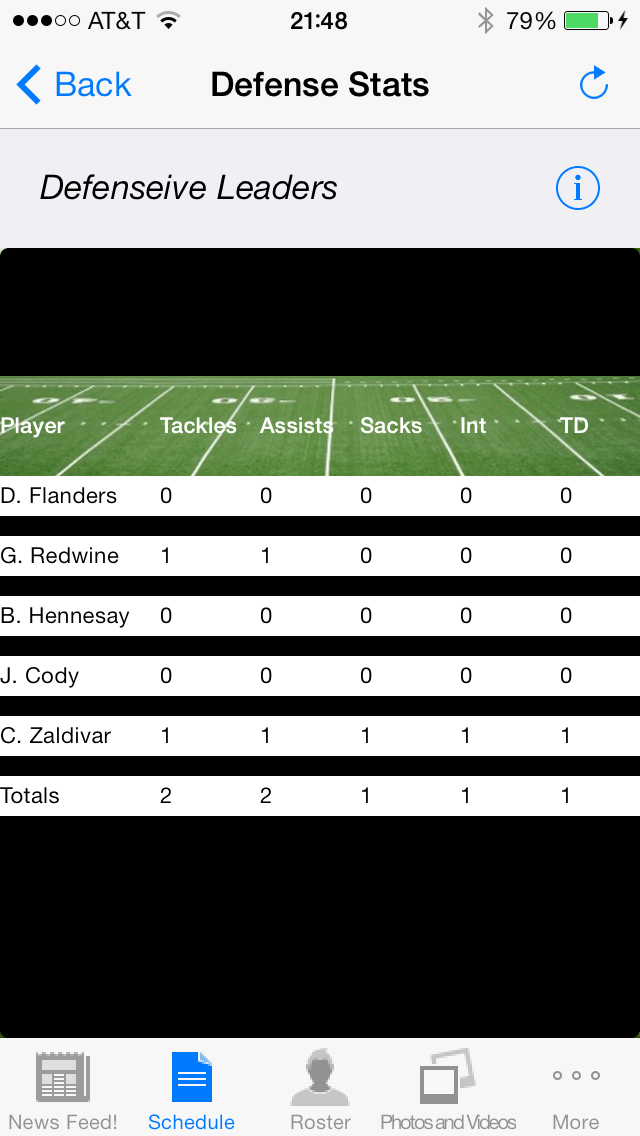 AT&T 21:48 79%
Back Defense Stats
Defenseive Leaders
Player Tackles Assists Sacks Int TD
D. Flanders 0 0 0 0 0
G. Redwine 1 1 0 0 0
B. Hennesay 0 0 0 0 0
J. Cody 0 0 0 0 0
C. Zaldivar 1 1 1 1 1
Totals 2 2 1 1 1
News Feed! Schedule Roster Photos and Videos More